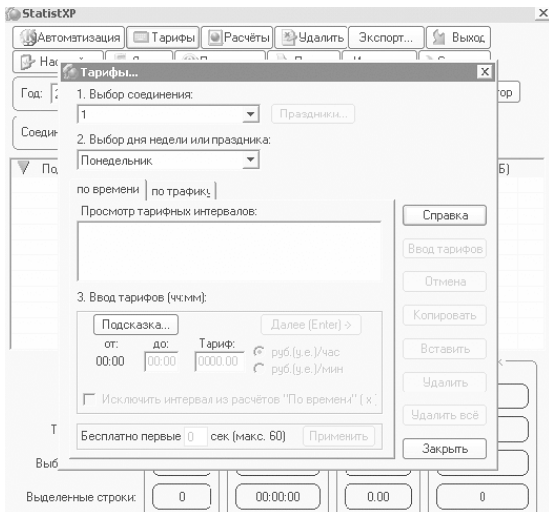 StatistXP
Автоматизация Тарифы Расчёты Удалить Экспорт... Выход
Тарифы...
Год:
1. Выбор соединения:
1 Праздники...
2. Выбор дня недели или праздника:
Понедельник
по времени по трафику
Просмотр тарифных интервалов:
Справка
Ввод тарифов
Отмена
3. Ввод тарифов (чч:мм):
Копировать
Подсказка... Далее (Enter) ->
от: до: Тариф:
00:00 00:00 0000.00 руб.(у.е.)/час
руб.(у.е.)/мин
Вставить
Удалить
Исключить интервал из расчётов "По времени" ( x
Удалить всё
Бесплатно первые 0 сек (макс. 60) Применить
Закрыть
Выделенные строки: 0 00:00:00 0.00 0